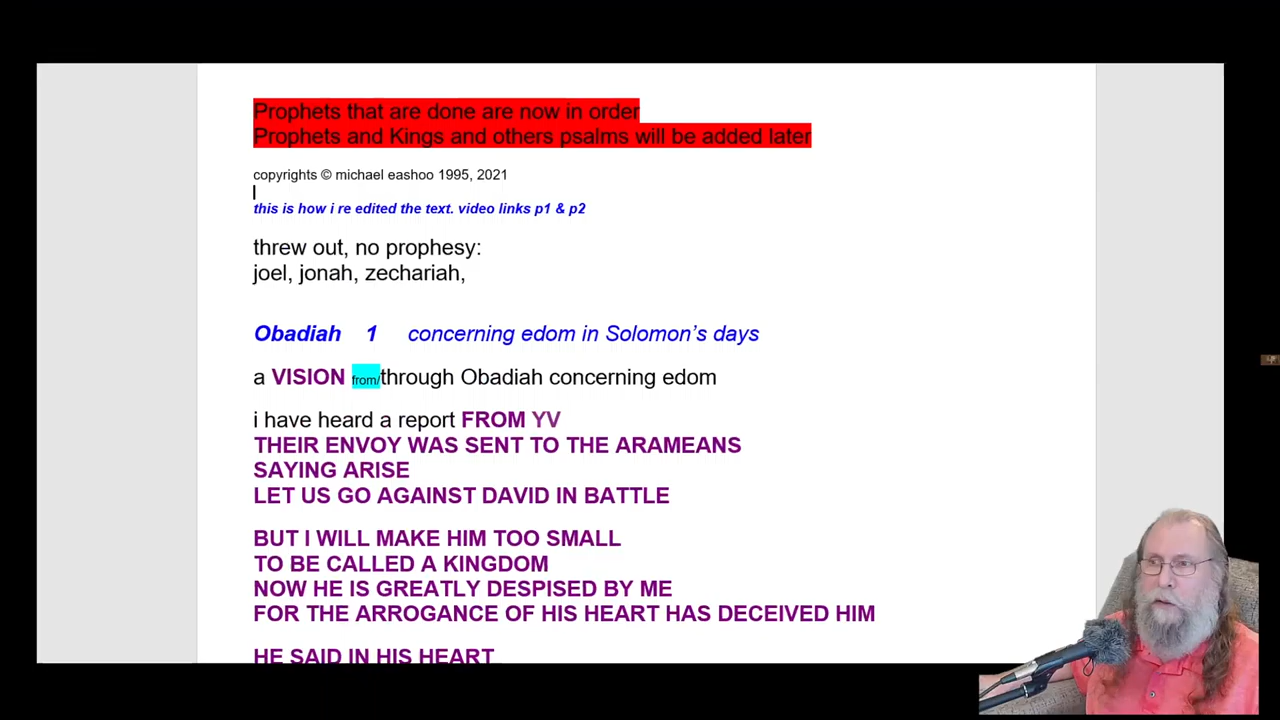 Prophets that are done are now in order
Prophets and Kings and others psalms will be added later
copyrights © michael eashoo 1995, 2021
this is how i re edited the text. video links p1 & p2
threw out, no prophesy:
joel, jonah, zechariah,
Obadiah 1 concerning edom in Solomon's days
a VISION from/through Obadiah concerning edom
i have heard a report FROM YV
THEIR ENVOY WAS SENT TO THE ARAMEANS
SAYING ARISE
LET US GO AGAINST DAVID IN BATTLE
BUT I WILL MAKE HIM TOO SMALL
TO BE CALLED A KINGDOM
NOW HE IS GREATLY DESPISED BY ME
FOR THE ARROGANCE OF HIS HEART HAS DECEIVED HIM
HE SAID IN HIS HEART